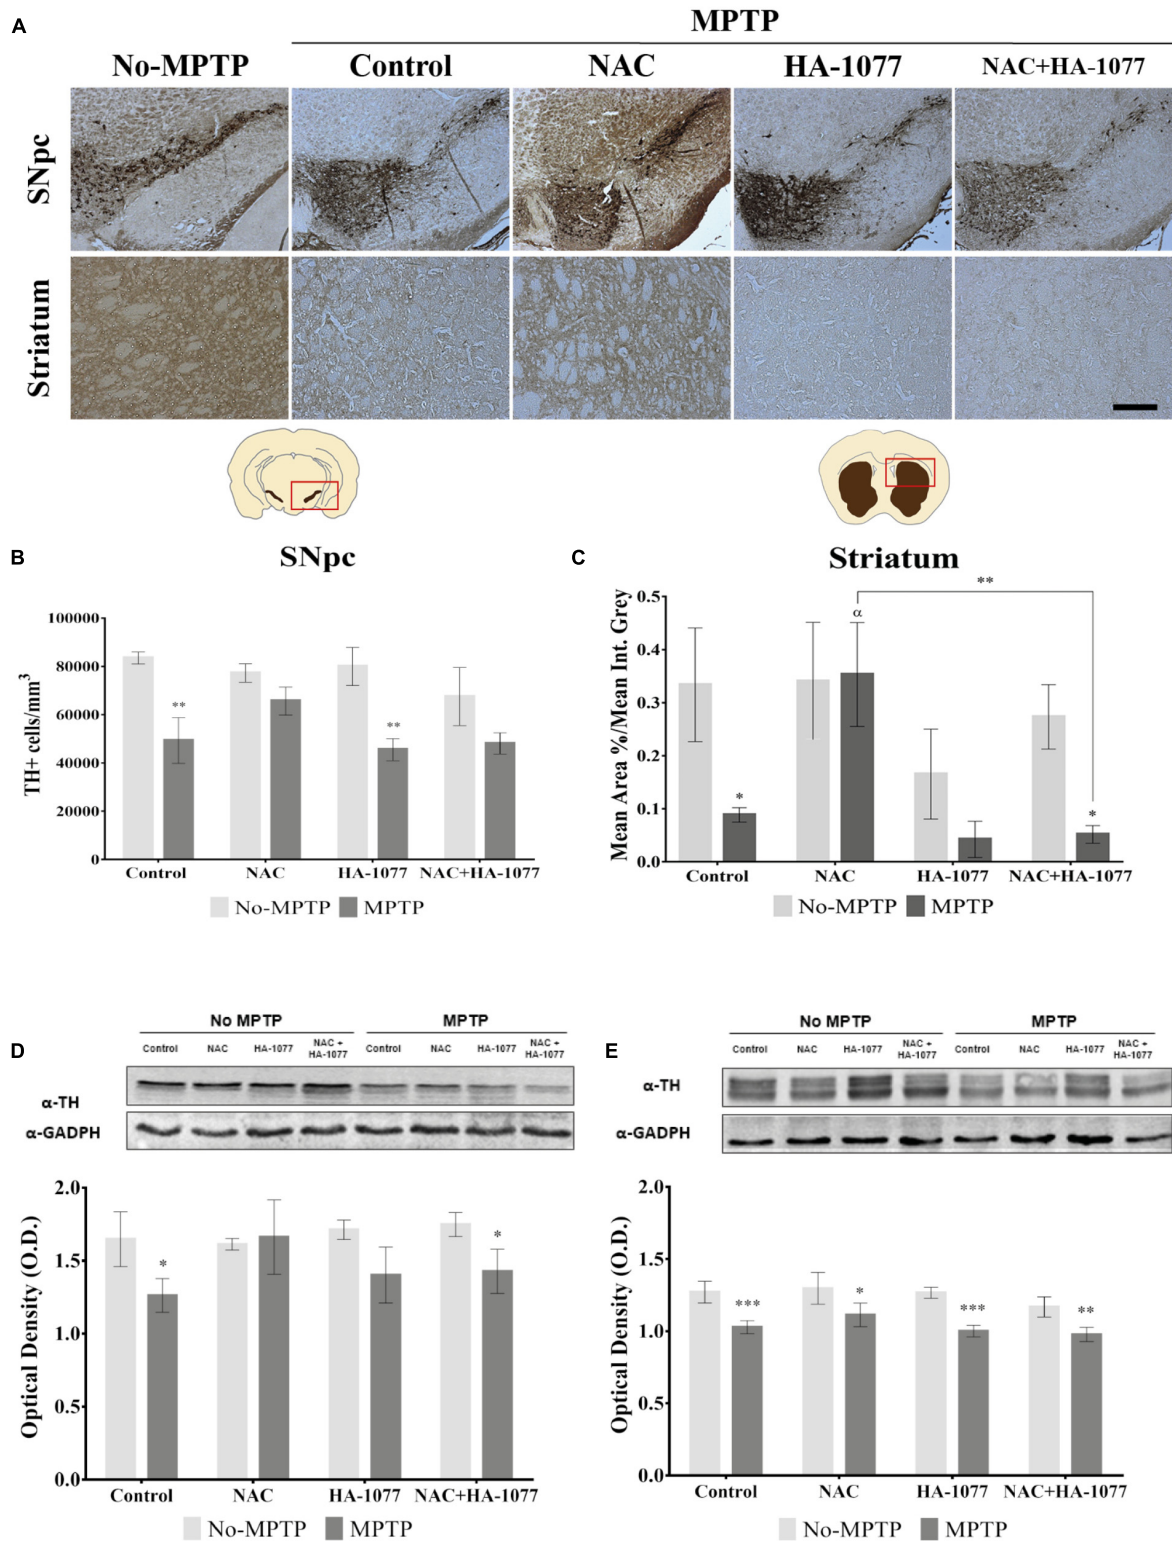 A
MPTP
No-MPTP Control NAC HA-1077 NAC+HA-1077
SNpc
Striatum
B
SNpc
TH+ cells/mm3
100000
80000
60000
40000
20000
0
**
**
Control NAC HA-1077 NAC+HA-1077
No-MPTP MPTP
C
Striatum
Mean Area %/Mean Int. Grey
0.5
0.4
0.3
0.2
0.1
0.0
*
α
**
*
Control NAC HA-1077 NAC+HA-1077
No-MPTP MPTP
D
No MPTP MPTP
Control NAC HA-1077 NAC + HA-1077 Control NAC HA-1077 NAC + HA-1077
α-TH
α-GADPH
Optical Density (O.D.)
2.0
1.5
1.0
0.5
0.0
*
*
Control NAC HA-1077 NAC+HA-1077
No-MPTP MPTP
E
No MPTP MPTP
Control NAC HA-1077 NAC + HA-1077 Control NAC HA-1077 NAC + HA-1077
α-TH
α-GADPH
Optical Density (O.D.)
2.0
1.5
1.0
0.5
0.0
***
*
***
**
Control NAC HA-1077 NAC+HA-1077
No-MPTP MPTP